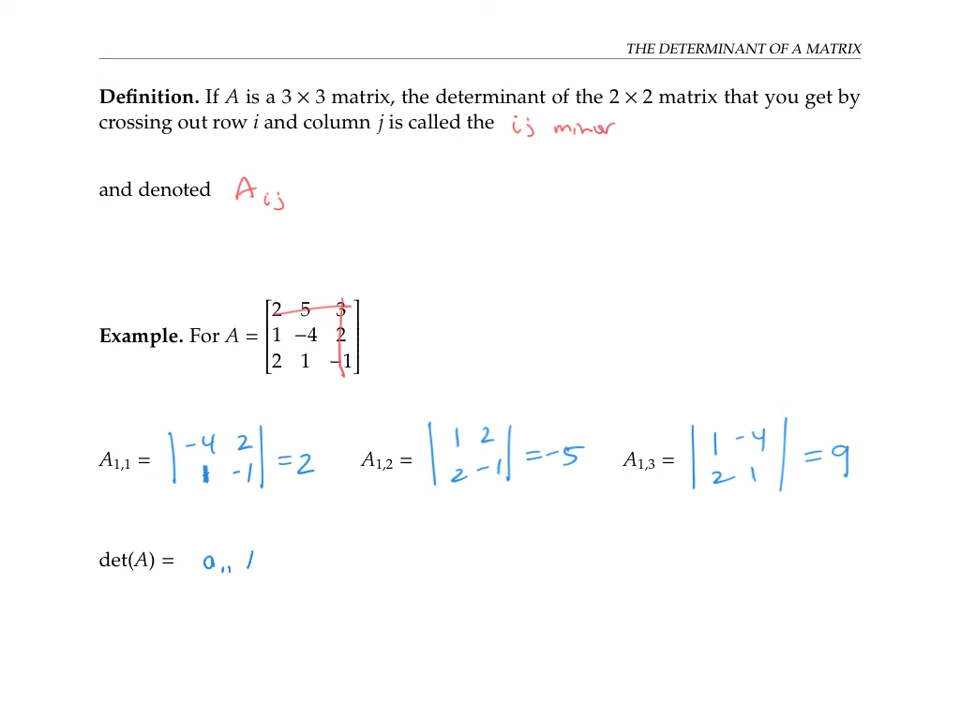 THE DETERMINANT OF A MATRIX
Definition. If A is a 3 × 3 matrix, the determinant of the 2 × 2 matrix that you get by
crossing out row i and column j is called the ij minor
and denoted A_ij
Example. For A = [2 5 3
1 −4 2
2 1 −1]
A_1,1 = |-4 2
1 -1| = 2 A_1,2 = |1 2
2 -1| = -5 A_1,3 = |1 -4
2 1| = 9
det(A) = a_11